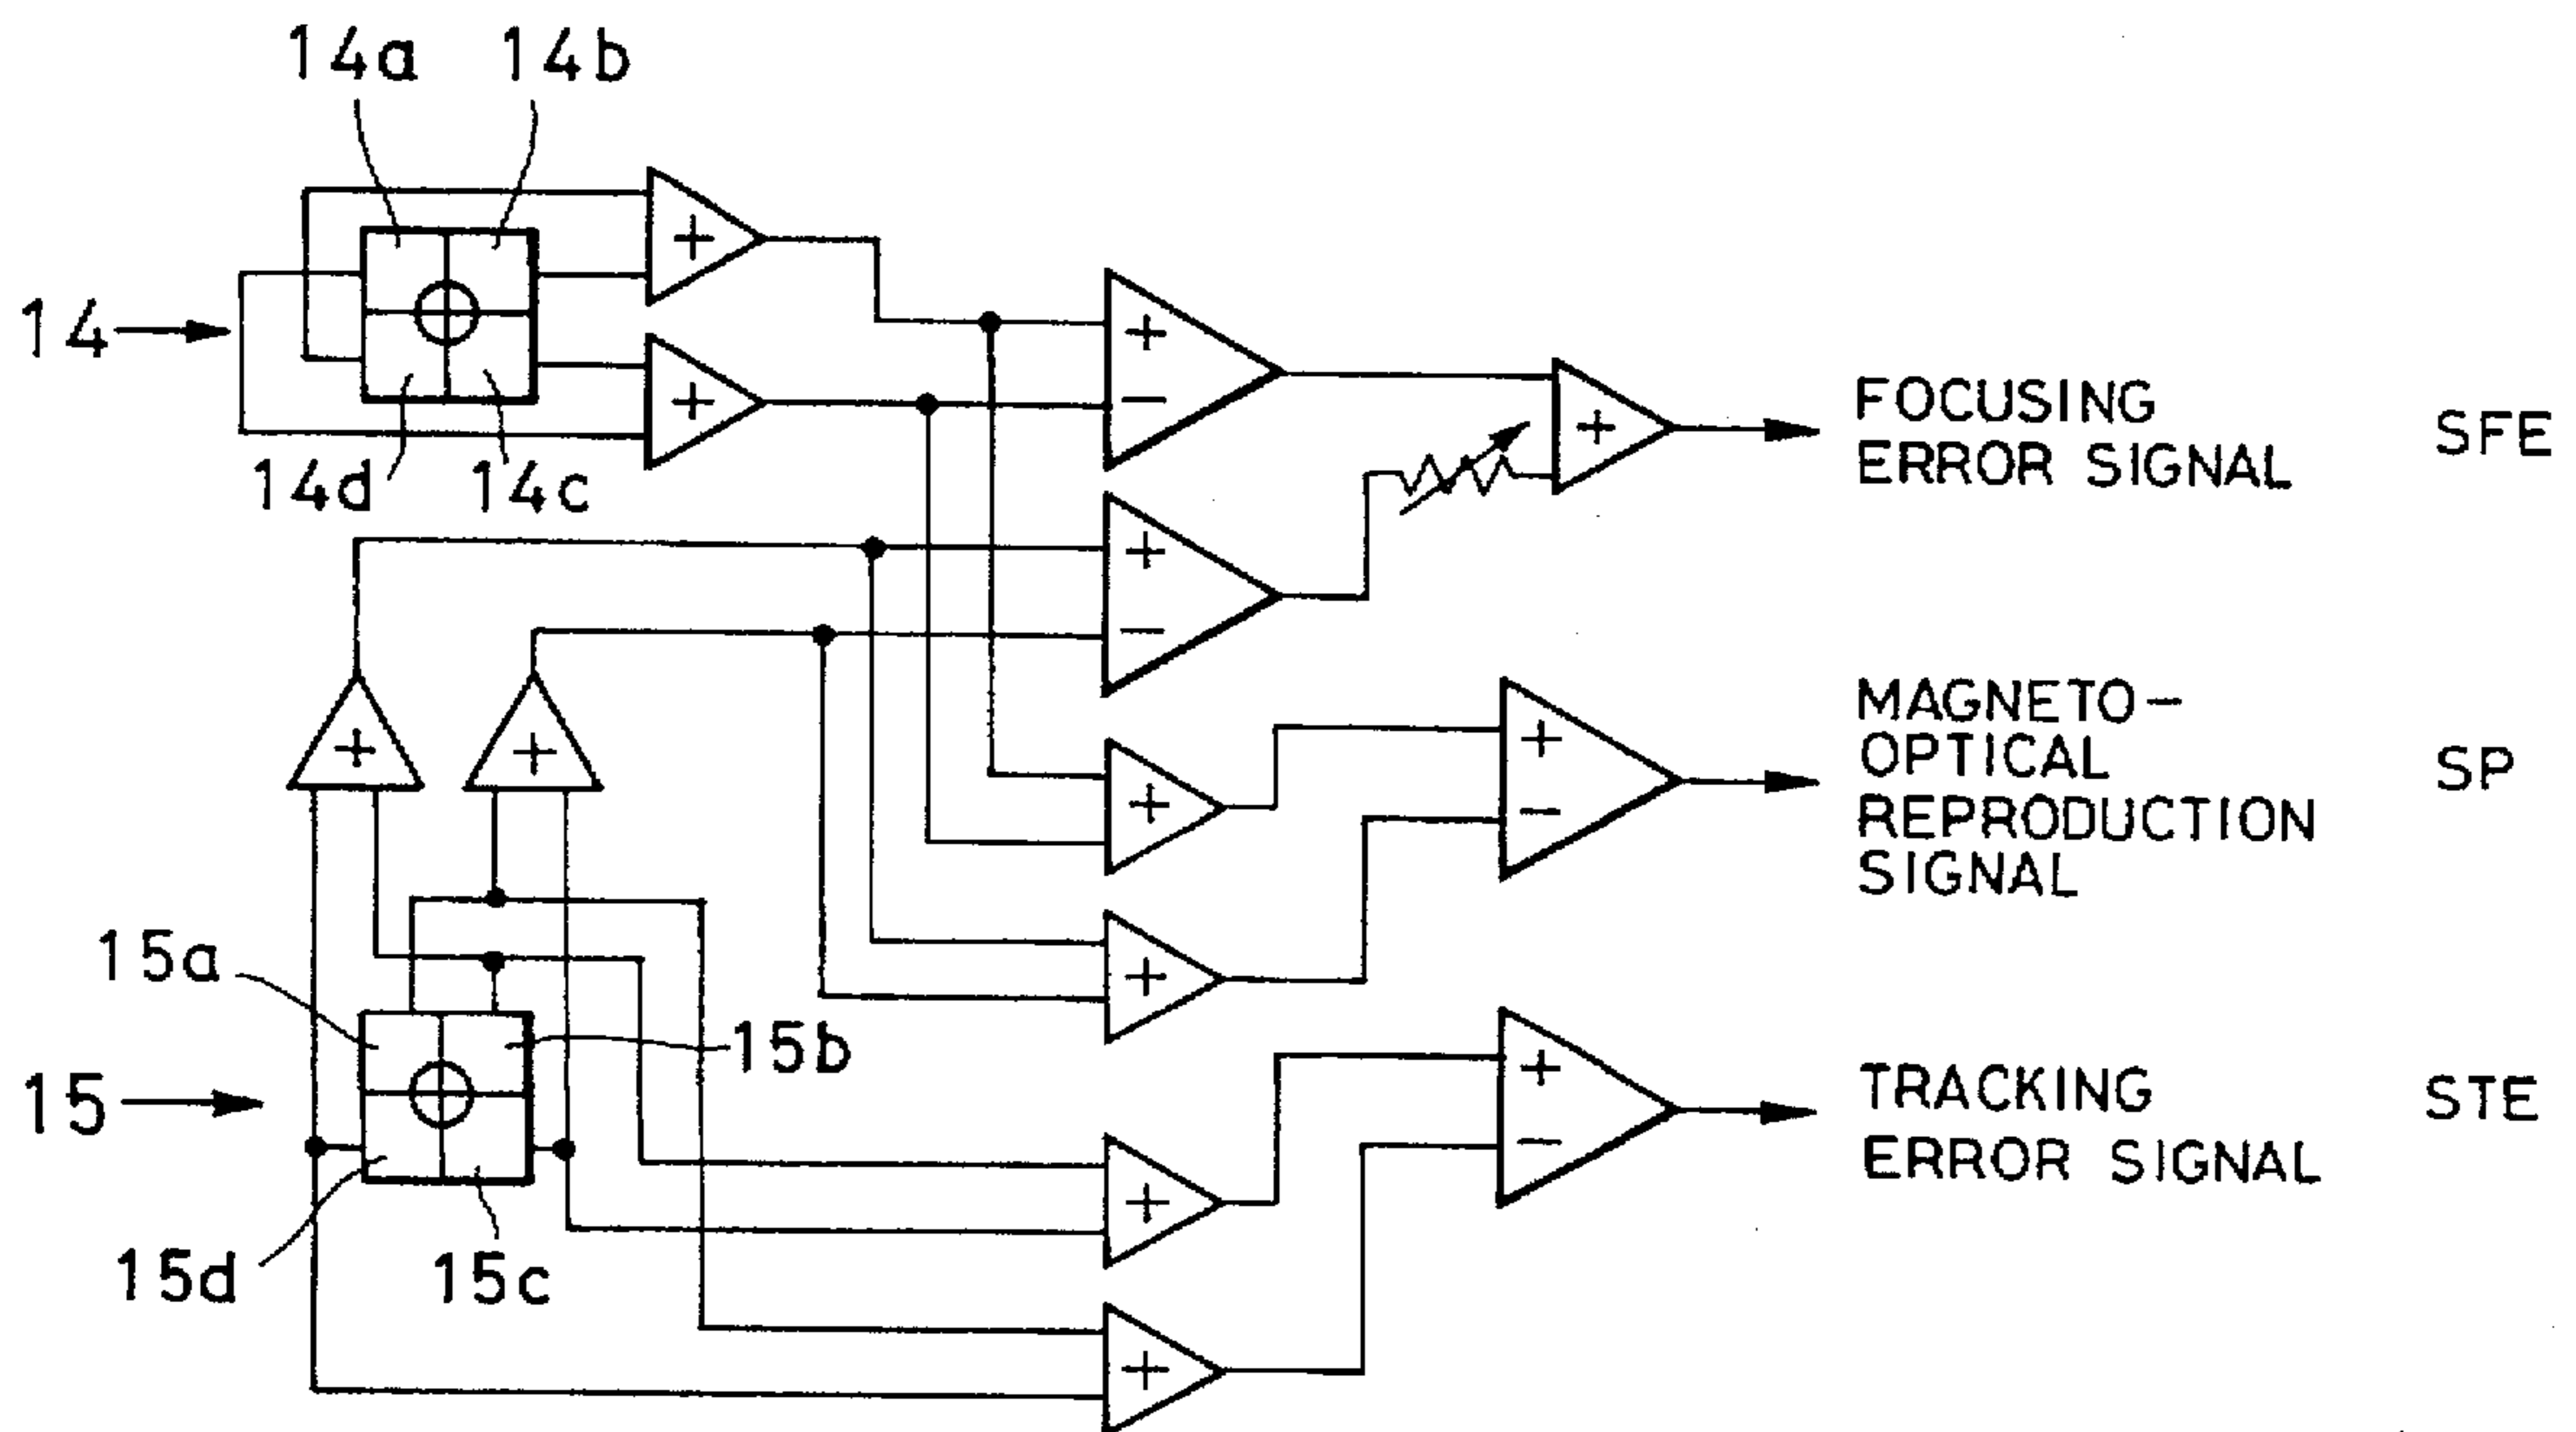 14a 14b
14
14d 14c
+
+
+
−
+
−
+
FOCUSING
ERROR SIGNAL
SFE
+
+
+
+
+
−
MAGNETO-
OPTICAL
REPRODUCTION
SIGNAL
SP
15a
15b
15
15d
15c
+
+
+
−
TRACKING
ERROR SIGNAL
STE